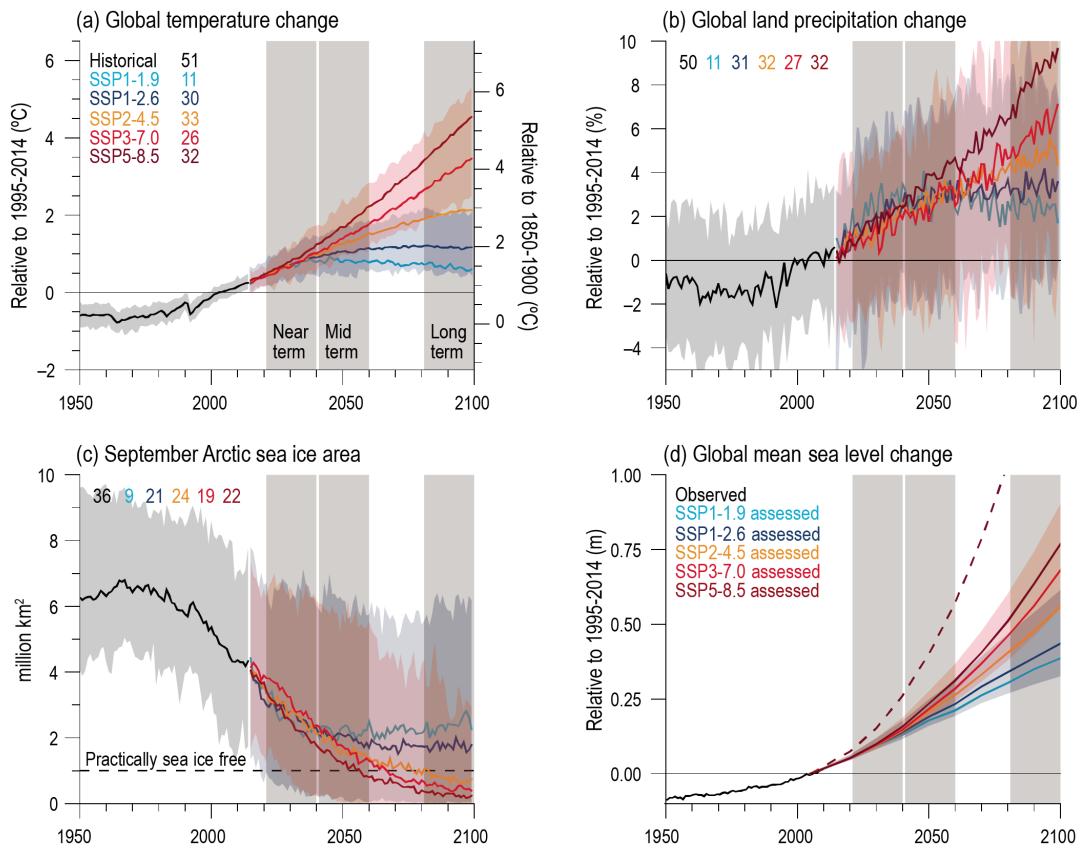 (a) Global temperature change
Relative to 1995-2014 (ºC)
6
4
2
0
−2
Historical 51
SSP1-1.9 11
SSP1-2.6 30
SSP2-4.5 33
SSP3-7.0 26
SSP5-8.5 32
Near term
Mid term
Long term
6
4
2
0
Relative to 1850-1900 (ºC)
1950 2000 2050 2100
(b) Global land precipitation change
Relative to 1995-2014 (%)
10
8
6
4
2
0
−2
−4
50 11 31 32 27 32
1950 2000 2050 2100
(c) September Arctic sea ice area
million km²
10
8
6
4
2
0
36 9 21 24 19 22
Practically sea ice free
1950 2000 2050 2100
(d) Global mean sea level change
Relative to 1995-2014 (m)
1.00
0.75
0.50
0.25
0.00
Observed
SSP1-1.9 assessed
SSP1-2.6 assessed
SSP2-4.5 assessed
SSP3-7.0 assessed
SSP5-8.5 assessed
1950 2000 2050 2100